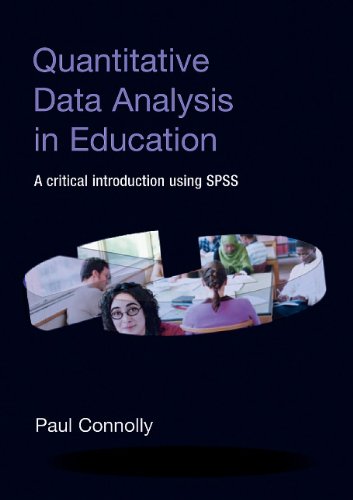 Quantitative
Data Analysis
in Education
A critical introduction using SPSS
Paul Connolly